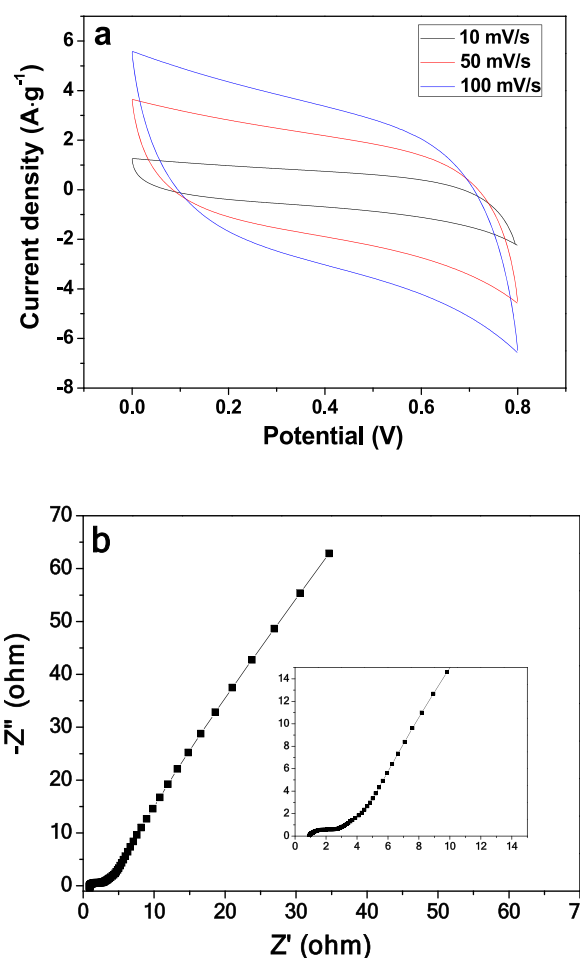 a
10 mV/s
50 mV/s
100 mV/s
Current density (A·g⁻¹)
6
4
2
0
-2
-4
-6
-8
0.0 0.2 0.4 0.6 0.8
Potential (V)
b
-Z'' (ohm)
70
60
50
40
30
20
10
0
14
12
10
8
6
4
2
0
0 2 4 6 8 10 12 14
0 10 20 30 40 50 60 7
Z' (ohm)